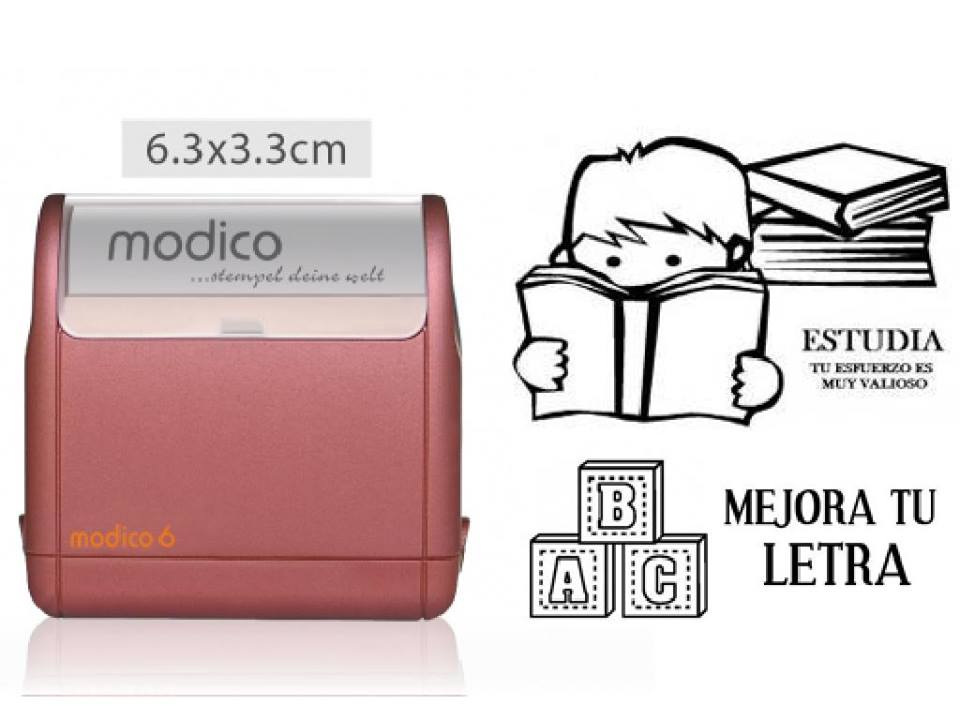 6.3x3.3cm
modico
...stempel deine welt
modico 6
ESTUDIA
TU ESFUERZO ES
MUY VALIOSO
B
A C
MEJORA TU
LETRA